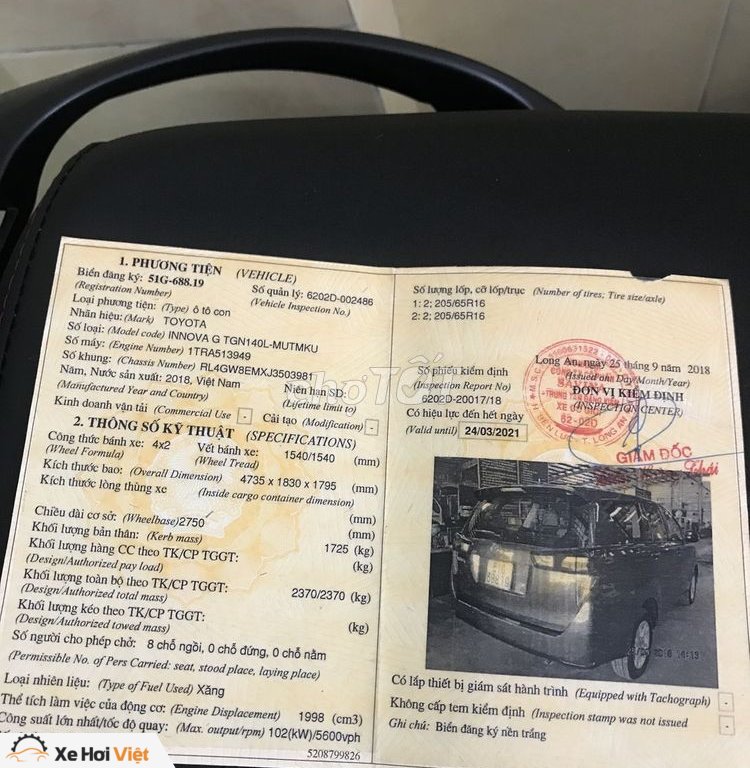 1. PHƯƠNG TIỆN (VEHICLE)
Biển đăng ký: 51G-688.19 Số quản lý: 6202D-002486
(Registration Number) (Vehicle Inspection No.)
Loại phương tiện: (Type) ô tô con
Nhãn hiệu: (Mark) TOYOTA
Số loại: (Model code) INNOVA G TGN140L-MUTMKU
Số máy: (Engine Number) 1TRA513949
Số khung: (Chassis Number) RL4GW8EMXJ3503981
Năm, Nước sản xuất: 2018, Việt Nam Niên hạn SD:
(Manufactured Year and Country) (Lifetime limit to)
Kinh doanh vận tải (Commercial Use) - Cải tạo (Modification) -
2. THÔNG SỐ KỸ THUẬT (SPECIFICATIONS)
Công thức bánh xe: 4x2 Vết bánh xe: 1540/1540 (mm)
(Wheel Formula) (Wheel Tread)
Kích thước bao: (Overall Dimension) 4735 x 1830 x 1795 (mm)
Kích thước lòng thùng xe (Inside cargo container dimension)
(mm)
Chiều dài cơ sở: (Wheelbase) 2750 (mm)
Khối lượng bản thân: (Kerb mass) 1725 (kg)
Khối lượng hàng CC theo TK/CP TGGT: (kg)
(Design/Authorized pay load)
Khối lượng toàn bộ theo TK/CP TGGT: 2370/2370 (kg)
(Design/Authorized total mass)
Khối lượng kéo theo TK/CP TGGT: (kg)
(Design/Authorized towed mass)
Số người cho phép chở: 8 chỗ ngồi, 0 chỗ đứng, 0 chỗ nằm
(Permissible No. of Pers Carried: seat, stood place, laying place)
Loại nhiên liệu: (Type of Fuel Used) Xăng
Thể tích làm việc của động cơ: (Engine Displacement) 1998 (cm3)
Công suất lớn nhất/tốc độ quay: (Max. output/rpm) 102(kW)/5600vph
5208799826
Số lượng lốp, cỡ lốp/trục (Number of tires; Tire size/axle)
1: 2; 205/65R16
2: 2; 205/65R16
Long An, ngày 25 tháng 9 năm 2018
Số phiếu kiểm định (Issued on Day/Month/Year)
(Inspection Report No) ĐƠN VỊ KIỂM ĐỊNH
6202D-20017/18 (INSPECTION CENTER)
Có hiệu lực đến hết ngày
(Valid until) 24/03/2021
62-02D
GIÁM ĐỐC
Có lắp thiết bị giám sát hành trình (Equipped with Tachograph) -
Không cấp tem kiểm định (Inspection stamp was not issued -
Ghi chú: Biển đăng ký nền trắng
chợTỐT
Xe Hơi Việt